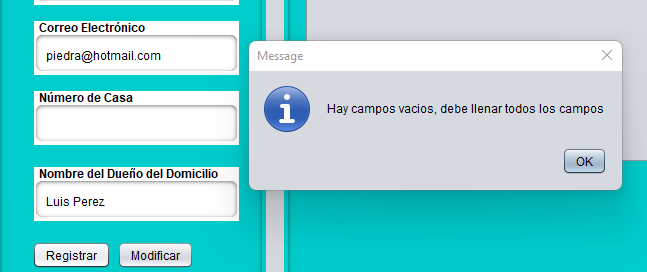 Correo Electrónico
piedra@hotmail.com
Número de Casa
Nombre del Dueño del Domicilio
Luis Perez
Registrar
Modificar
Message
Hay campos vacios, debe llenar todos los campos
OK